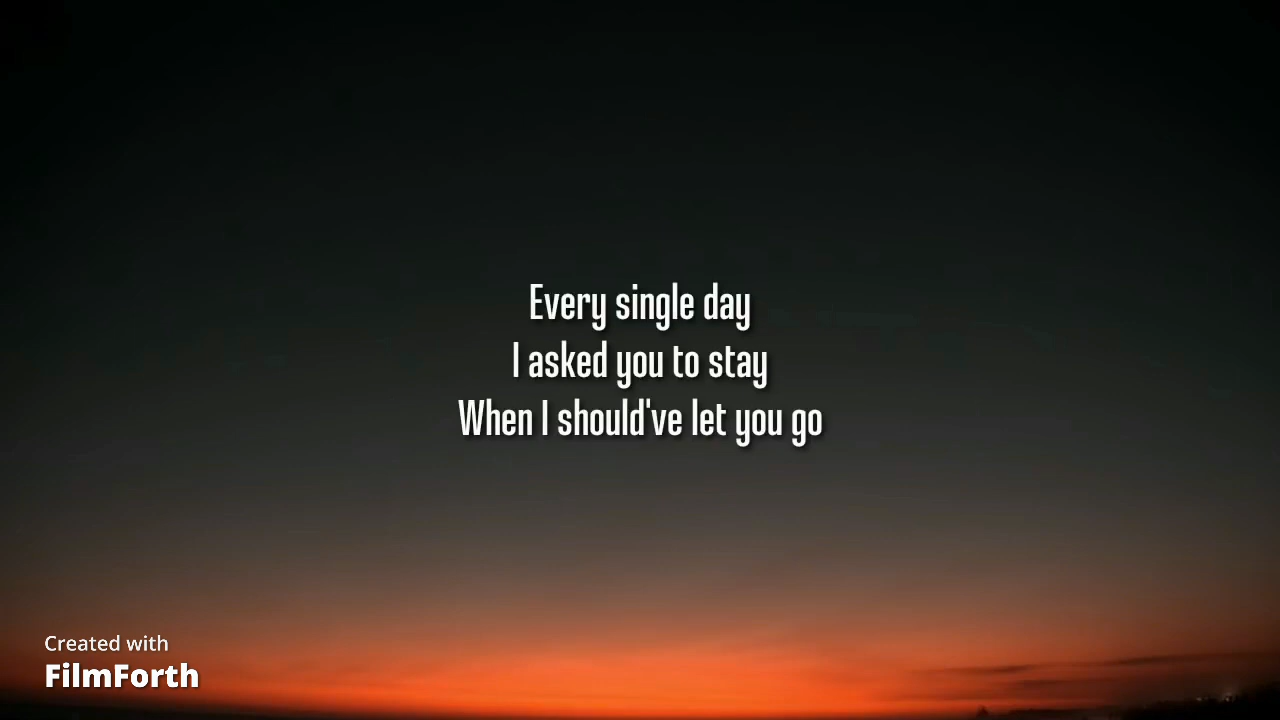 Every single day
I asked you to stay
When I should've let you go
Created with
FilmForth